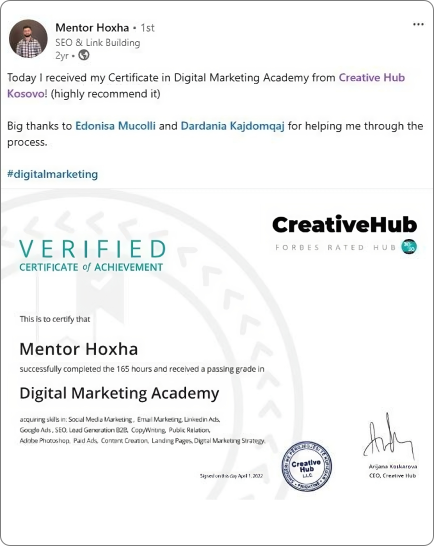 Mentor Hoxha • 1st
SEO & Link Building
2yr •
Today I received my Certificate in Digital Marketing Academy from Creative Hub
Kosovo! (highly recommend it)
Big thanks to Edonisa Mucolli and Dardania Kajdomqaj for helping me through the
process.
#digitalmarketing
CreativeHub
FORBES RATED HUB
VERIFIED
CERTIFICATE of ACHIEVEMENT
This is to certify that
Mentor Hoxha
successfully completed the 165 hours and received a passing grade in
Digital Marketing Academy
acquiring skills in: Social Media Marketing , Email Marketing, Linkedin Ads,
Google Ads , SEO, Lead Generation B2B, CopyWriting, Public Relation,
Adobe Photoshop, Paid Ads, Content Creation, Landing Pages, Digital Marketing Strategy.
Signed on this day April 1, 2022
Creative
Hub
L.L.C.
Arijana Koskarova
CEO, Creative Hub